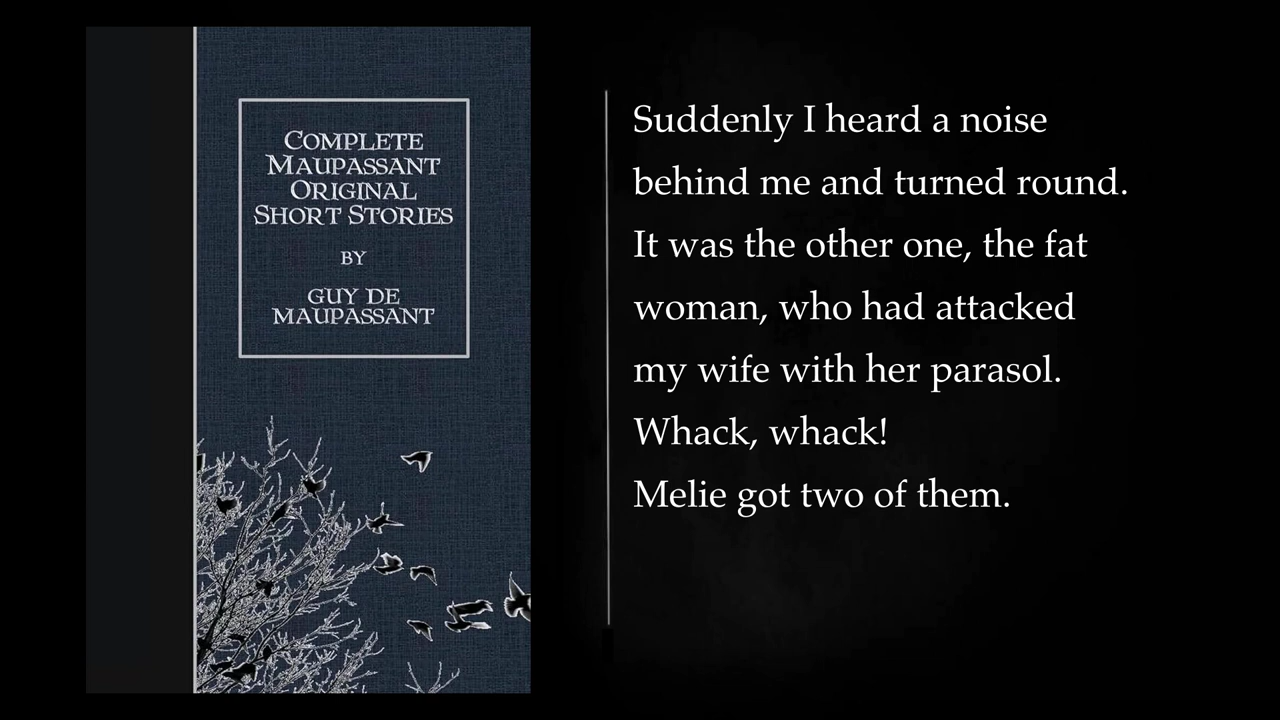 COMPLETE
MAUPASSANT
ORIGINAL
SHORT STORIES
BY
GUY DE
MAUPASSANT
Suddenly I heard a noise
behind me and turned round.
It was the other one, the fat
woman, who had attacked
my wife with her parasol.
Whack, whack!
Melie got two of them.